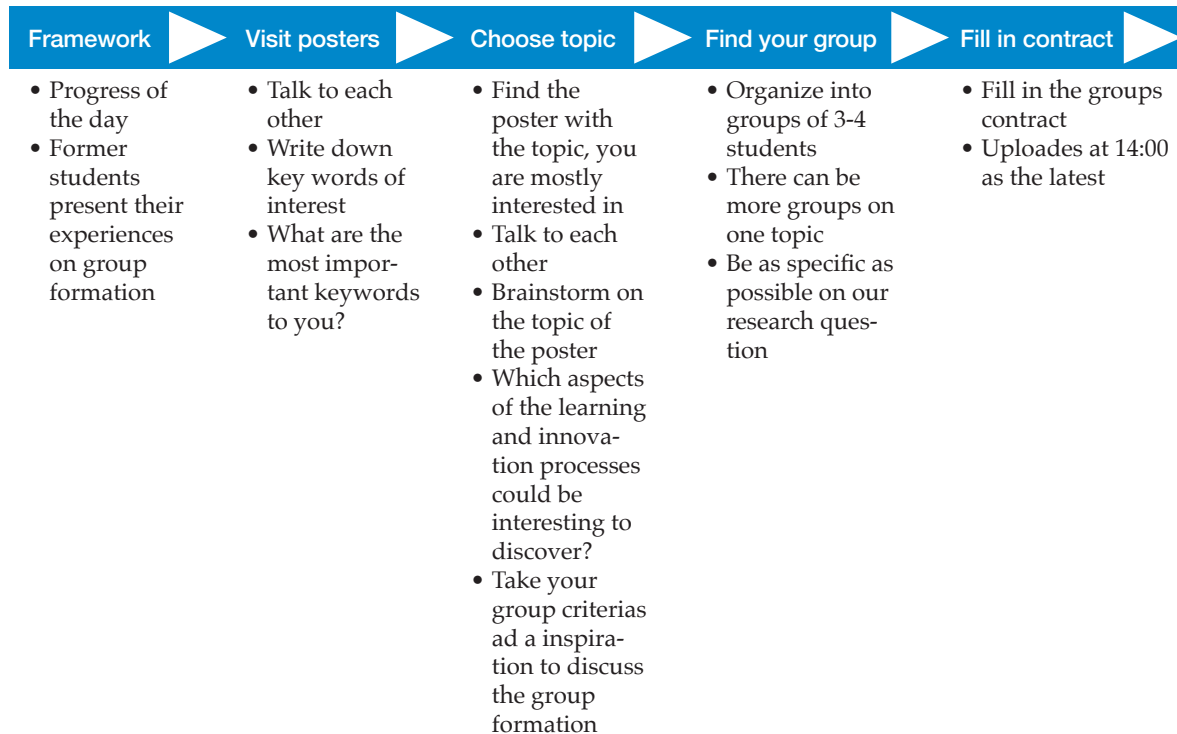 Framework
Visit posters
Choose topic
Find your group
Fill in contract
• Progress of
the day
• Former
students
present their
experiences
on group
formation
• Talk to each
other
• Write down
key words of
interest
• What are the
most impor-
tant keywords
to you?
• Find the
poster with
the topic, you
are mostly
interested in
• Talk to each
other
• Brainstorm on
the topic of
the poster
• Which aspects
of the learning
and innova-
tion processes
could be
interesting to
discover?
• Take your
group criterias
ad a inspira-
tion to discuss
the group
formation
• Organize into
groups of 3-4
students
• There can be
more groups on
one topic
• Be as specific as
possible on our
research ques-
tion
• Fill in the groups
contract
• Uploades at 14:00
as the latest